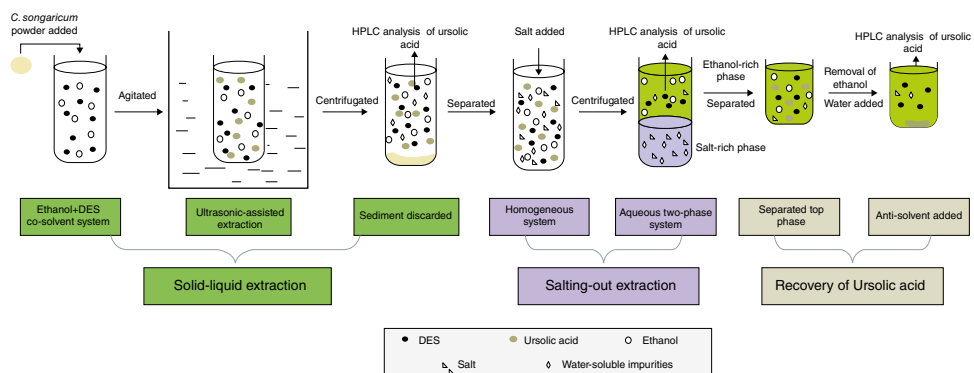 C. songaricum
powder added
Agitated
Centrifugated
HPLC analysis of ursolic
acid
Separated
Salt added
Centrifugated
HPLC analysis of ursolic
acid
Salt-rich phase
Ethanol-rich
phase
Separated
Removal of
ethanol
Water added
HPLC analysis of ursolic
acid
Ethanol+DES
co-solvent system
Ultrasonic-assisted
extraction
Sediment discarded
Homogeneous
system
Aqueous two-phase
system
Separated top
phase
Anti-solvent added
Solid-liquid extraction
Salting-out extraction
Recovery of Ursolic acid
DES
Ursolic acid
Ethanol
Salt
Water-soluble impurities